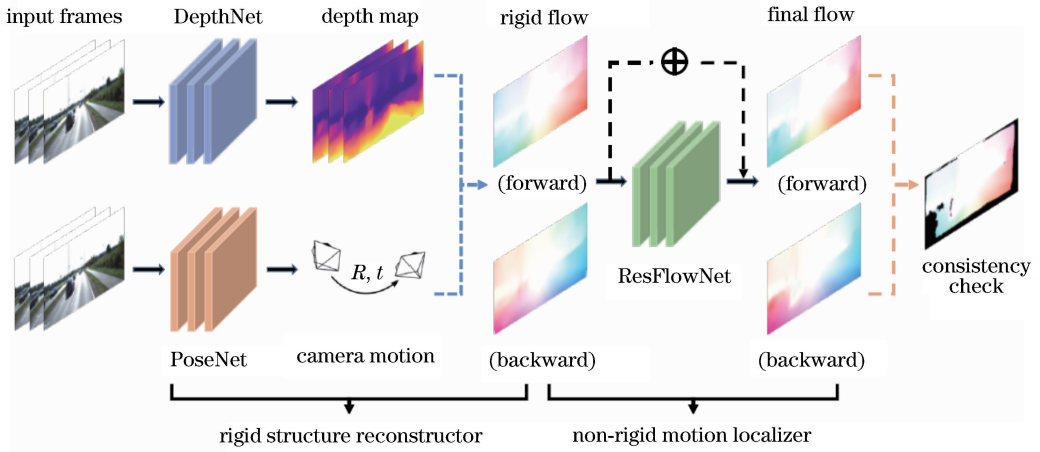 input frames
DepthNet
depth map
rigid flow
final flow
(forward)
(forward)
R, t
ResFlowNet
consistency
check
PoseNet
camera motion
(backward)
(backward)
rigid structure reconstructor
non-rigid motion localizer